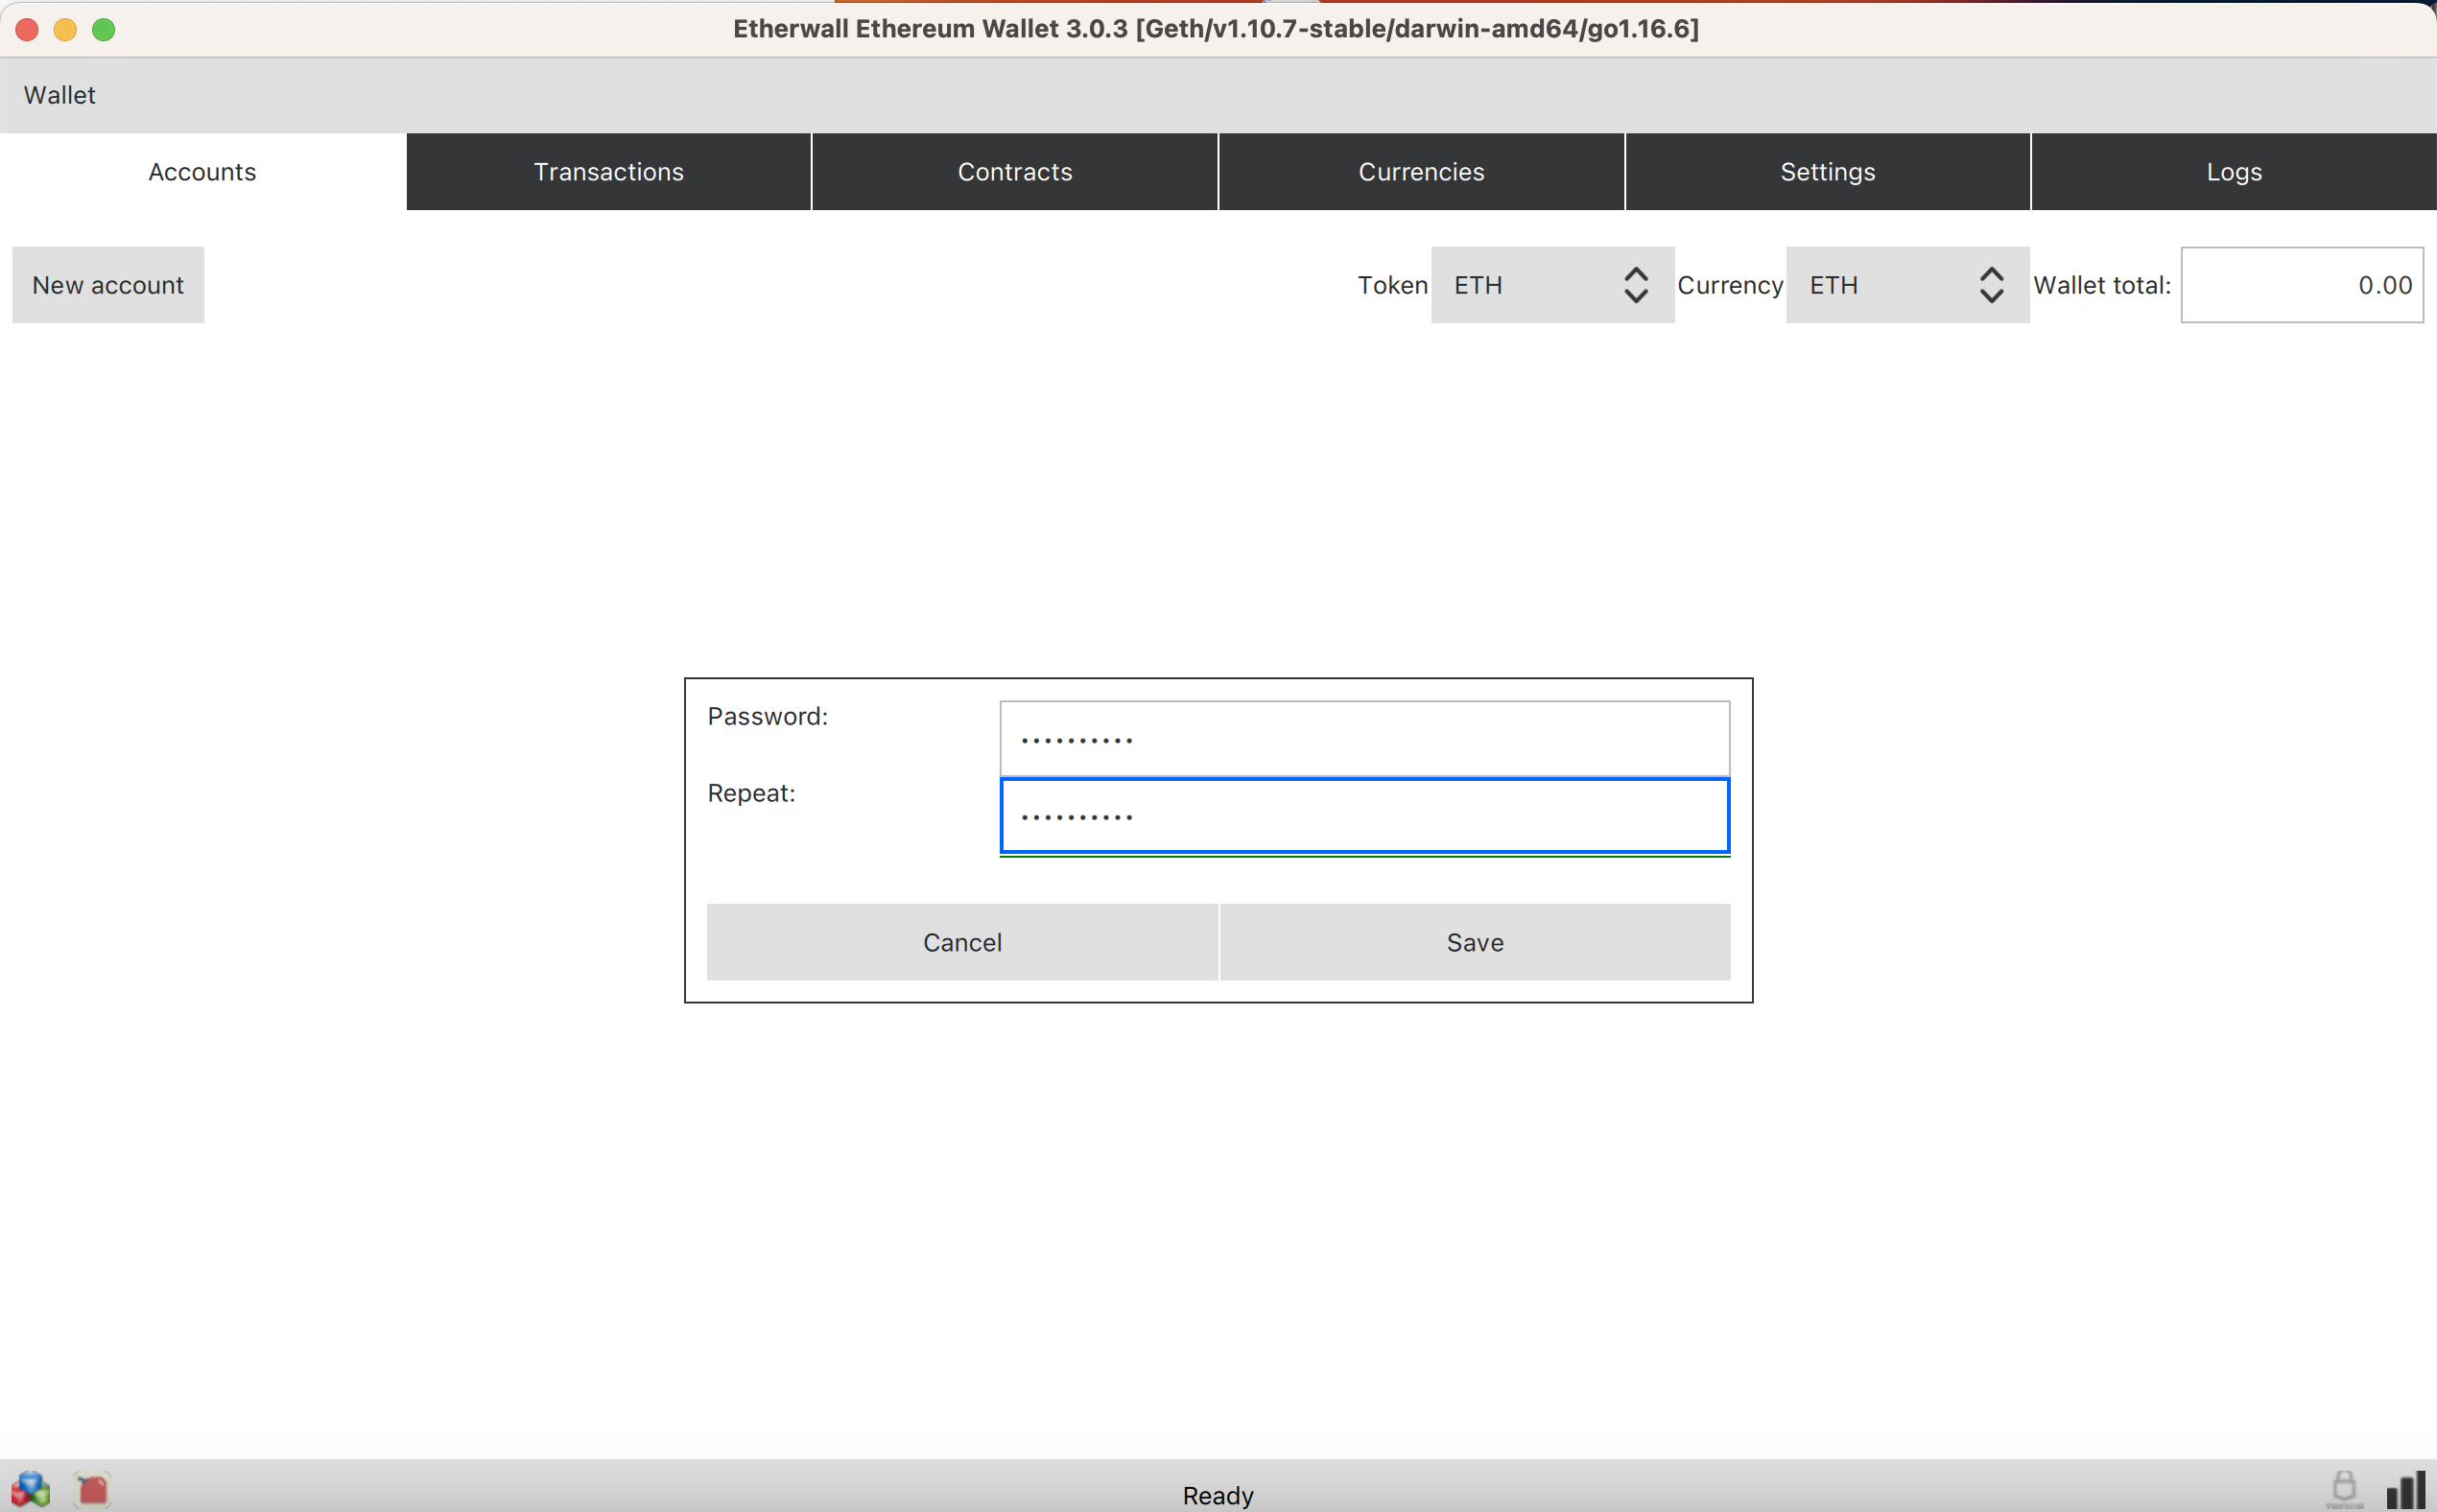 Etherwall Ethereum Wallet 3.0.3 [Geth/v1.10.7-stable/darwin-amd64/go1.16.6]
Wallet
Accounts Transactions Contracts Currencies Settings Logs
New account Token ETH Currency ETH Wallet total: 0.00
Password: ••••••••••
Repeat: ••••••••••
Cancel Save
Ready
TREZOR